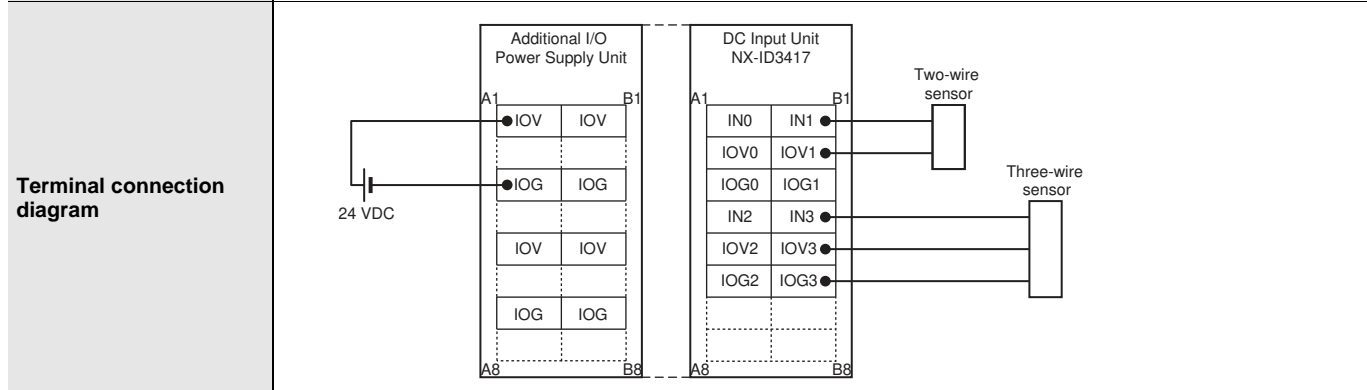 Terminal connection
diagram
Additional I/O
Power Supply Unit
A1 B1
IOV IOV
IOG IOG
IOV IOV
IOG IOG
A8 B8
24 VDC
DC Input Unit
NX-ID3417
A1 B1
IN0 IN1
IOV0 IOV1
IOG0 IOG1
IN2 IN3
IOV2 IOV3
IOG2 IOG3
A8 B8
Two-wire
sensor
Three-wire
sensor